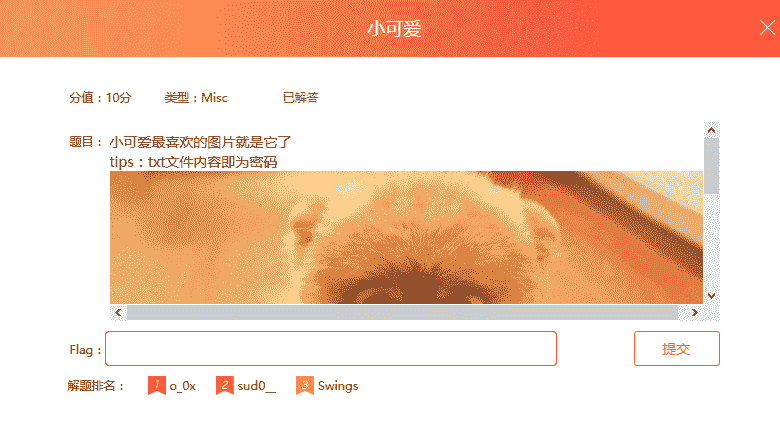 小可爱
分值：10分 类型：Misc 已解答
题目： 小可爱最喜欢的图片就是它了
tips：txt文件内容即为密码
Flag： 提交
解题排名： 1 o_0x 2 sud0__ 3 Swings